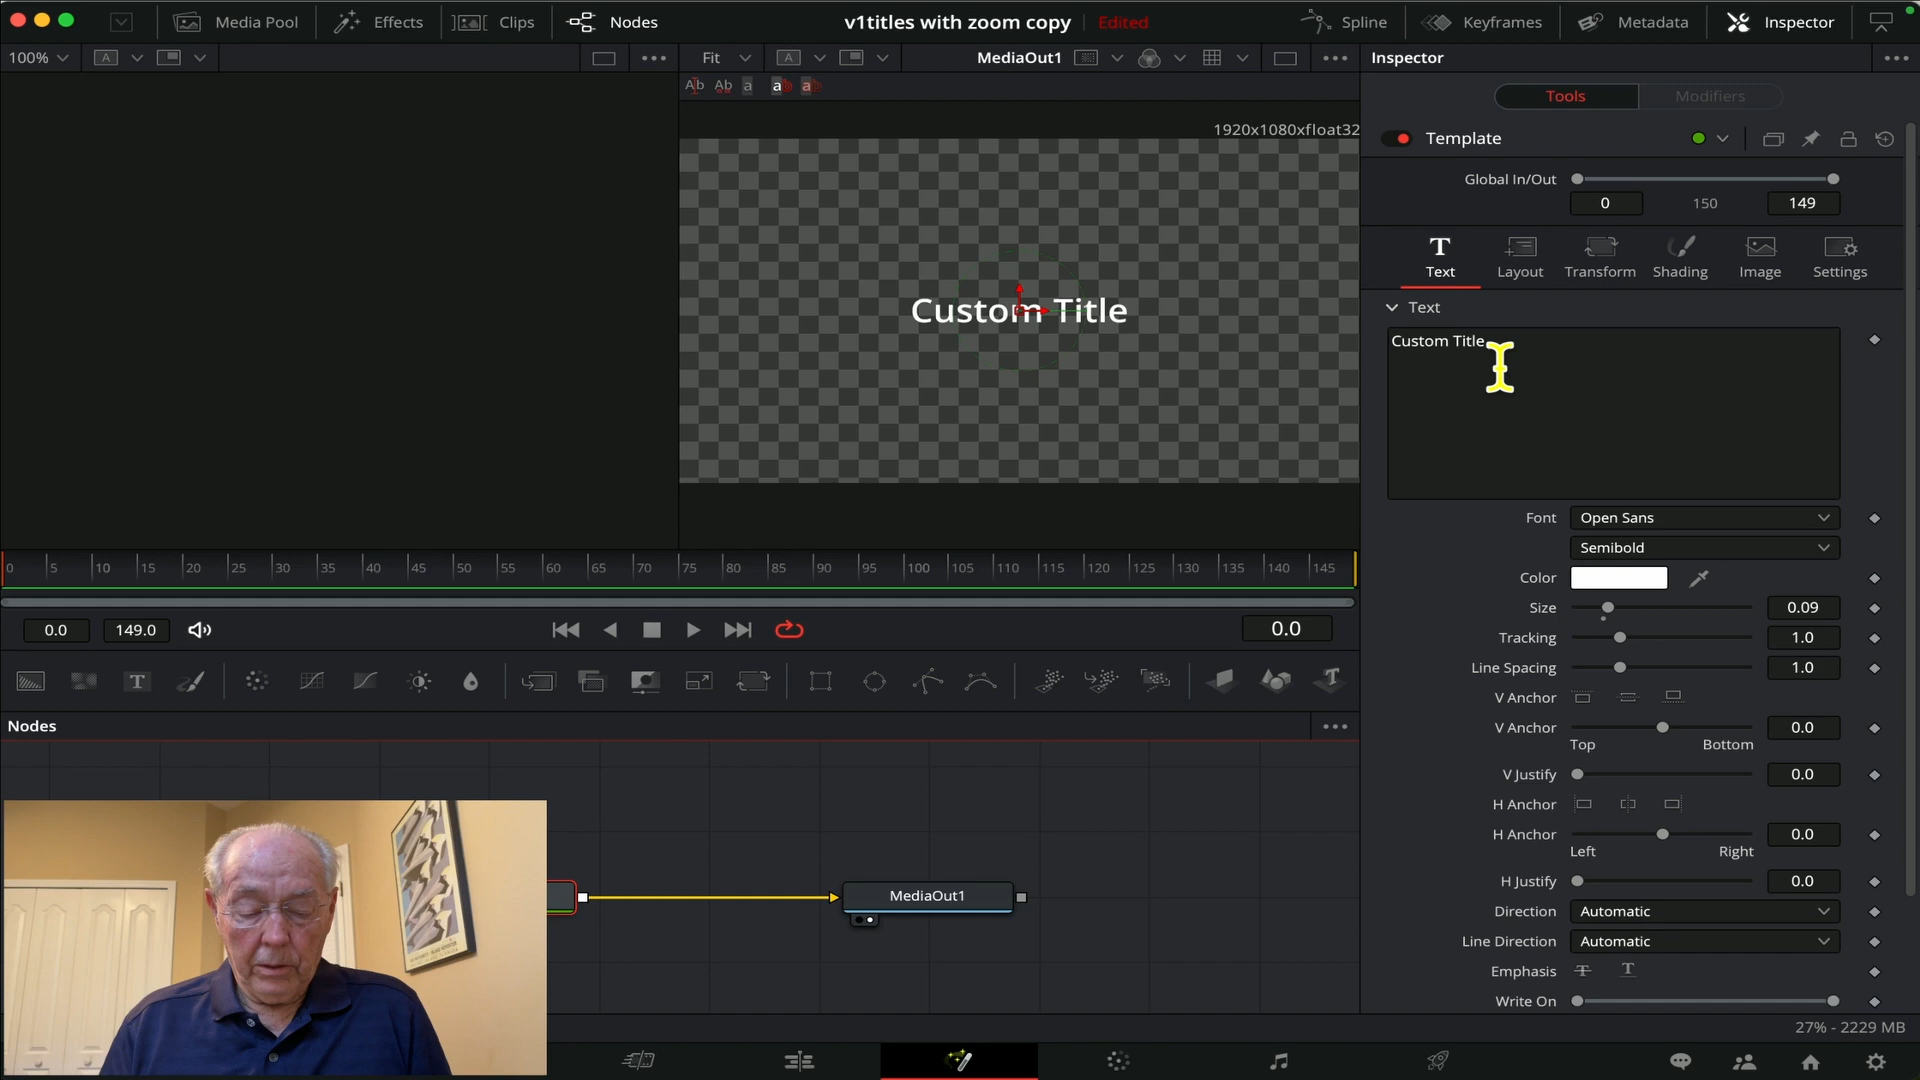 Media Pool
Effects
Clips
Nodes
v1titles with zoom copy
Edited
Spline
Keyframes
Metadata
Inspector
100%
A
Fit
A
MediaOut1
Inspector
Ab Ab a ab ab
Tools
Modifiers
1920x1080xfloat32
Template
Global In/Out
0
150
149
T
Text
Layout
Transform
Shading
Image
Settings
Text
Custom Title
Custom Title
Font
Open Sans
Semibold
Color
Size
0.09
Tracking
1.0
Line Spacing
1.0
V Anchor
V Anchor
0.0
Top
Bottom
V Justify
0.0
H Anchor
H Anchor
0.0
Left
Right
H Justify
0.0
Direction
Automatic
Line Direction
Automatic
Emphasis
T T
Write On
0 5 10 15 20 25 30 35 40 45 50 55 60 65 70 75 80 85 90 95 100 105 110 115 120 125 130 135 140 145
0.0
149.0
0.0
T
T
Nodes
MediaOut1
27% - 2229 MB